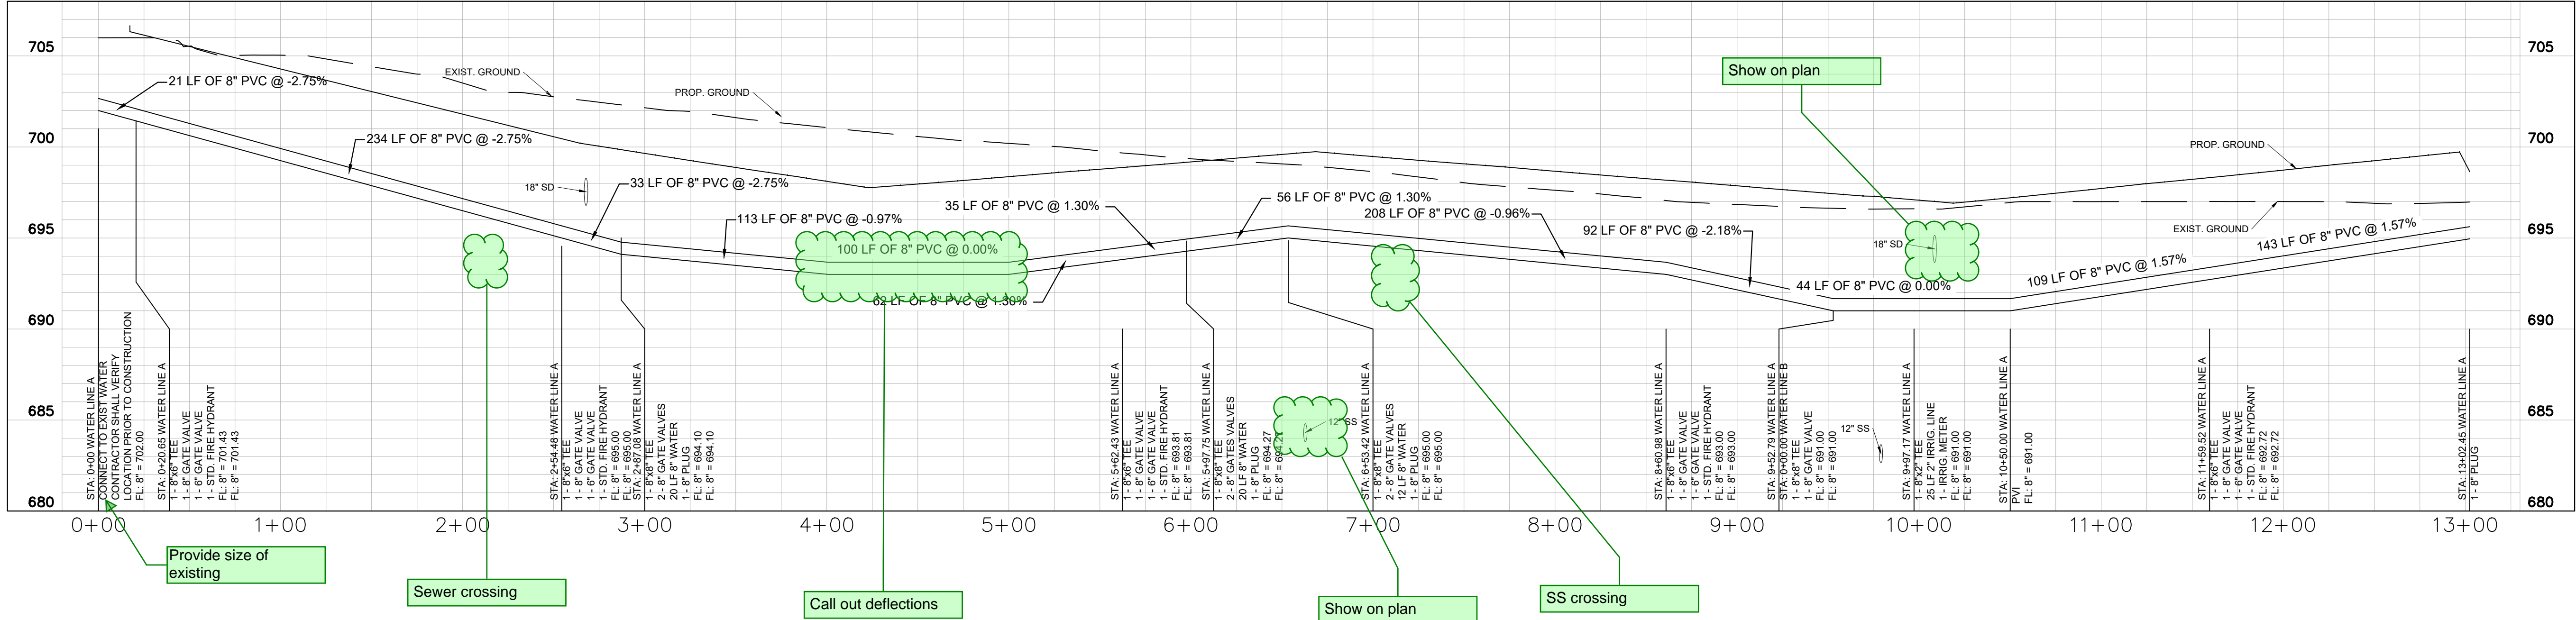 705
705
700
700
695
695
690
690
685
685
680
680
21 LF OF 8" PVC @ -2.75%
EXIST. GROUND
PROP. GROUND
234 LF OF 8" PVC @ -2.75%
18" SD
33 LF OF 8" PVC @ -2.75%
113 LF OF 8" PVC @ -0.97%
100 LF OF 8" PVC @ 0.00%
62 LF OF 8" PVC @ 1.30%
35 LF OF 8" PVC @ 1.30%
56 LF OF 8" PVC @ 1.30%
208 LF OF 8" PVC @ -0.96%
92 LF OF 8" PVC @ -2.18%
44 LF OF 8" PVC @ 0.00%
18" SD
PROP. GROUND
EXIST. GROUND
109 LF OF 8" PVC @ 1.57%
143 LF OF 8" PVC @ 1.57%
Show on plan
STA: 0+00 WATER LINE A
CONNECT TO EXIST WATER
CONTRACTOR SHALL VERIFY
LOCATION PRIOR TO CONSTRUCTION
FL: 8" = 702.00
STA: 0+20.65 WATER LINE A
1 - 8"x6" TEE
1 - 8" GATE VALVE
1 - 6" GATE VALVE
1 - STD. FIRE HYDRANT
FL: 8" = 701.43
FL: 8" = 701.43
STA: 2+54.48 WATER LINE A
1 - 8"x6" TEE
1 - 8" GATE VALVE
1 - 6" GATE VALVE
1 - STD. FIRE HYDRANT
FL: 8" = 695.00
FL: 8" = 695.00
STA: 2+87.08 WATER LINE A
1 - 8"x8" TEE
2 - 8" GATE VALVES
20 LF 8" WATER
1 - 8" PLUG
FL: 8" = 694.10
FL: 8" = 694.10
STA: 5+62.43 WATER LINE A
1 - 8"x6" TEE
1 - 8" GATE VALVE
1 - 6" GATE VALVE
1 - STD. FIRE HYDRANT
FL: 8" = 693.81
FL: 8" = 693.81
STA: 5+97.75 WATER LINE A
1 - 8"x8" TEE
2 - 8" GATES VALVES
20 LF 8" WATER
1 - 8" PLUG
FL: 8" = 694.27
FL: 8" = 694.27
12" SS
STA: 6+53.42 WATER LINE A
1 - 8"x8" TEE
2 - 8" GATE VALVES
12 LF 8" WATER
1 - 8" PLUG
FL: 8" = 695.00
FL: 8" = 695.00
STA: 8+60.98 WATER LINE A
1 - 8"x6" TEE
1 - 8" GATE VALVE
1 - 6" GATE VALVE
1 - STD. FIRE HYDRANT
FL: 8" = 693.00
FL: 8" = 693.00
STA: 9+52.79 WATER LINE A
STA: 0+00.00 WATER LINE B
1 - 8"x8" TEE
1 - 8" GATE VALVE
FL: 8" = 691.00
FL: 8" = 691.00
12" SS
STA: 9+97.17 WATER LINE A
1 - 8"x2" TEE
25 LF 2" IRRIG. LINE
1 - IRRIG. METER
FL: 8" = 691.00
FL: 8" = 691.00
STA: 10+50.00 WATER LINE A
PVI
FL: 8" = 691.00
STA: 11+59.52 WATER LINE A
1 - 8"x6" TEE
1 - 8" GATE VALVE
1 - 6" GATE VALVE
1 - STD. FIRE HYDRANT
FL: 8" = 692.72
FL: 8" = 692.72
STA: 13+02.45 WATER LINE A
1 - 8" PLUG
0+00
1+00
2+00
3+00
4+00
5+00
6+00
7+00
8+00
9+00
10+00
11+00
12+00
13+00
Provide size of
existing
Sewer crossing
Call out deflections
Show on plan
SS crossing